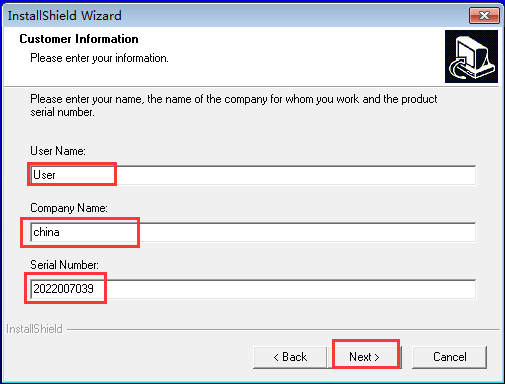 InstallShield Wizard
Customer Information
Please enter your information.
Please enter your name, the name of the company for whom you work and the product
serial number.
User Name:
User
Company Name:
china
Serial Number:
2022007039
InstallShield
< Back
Next >
Cancel